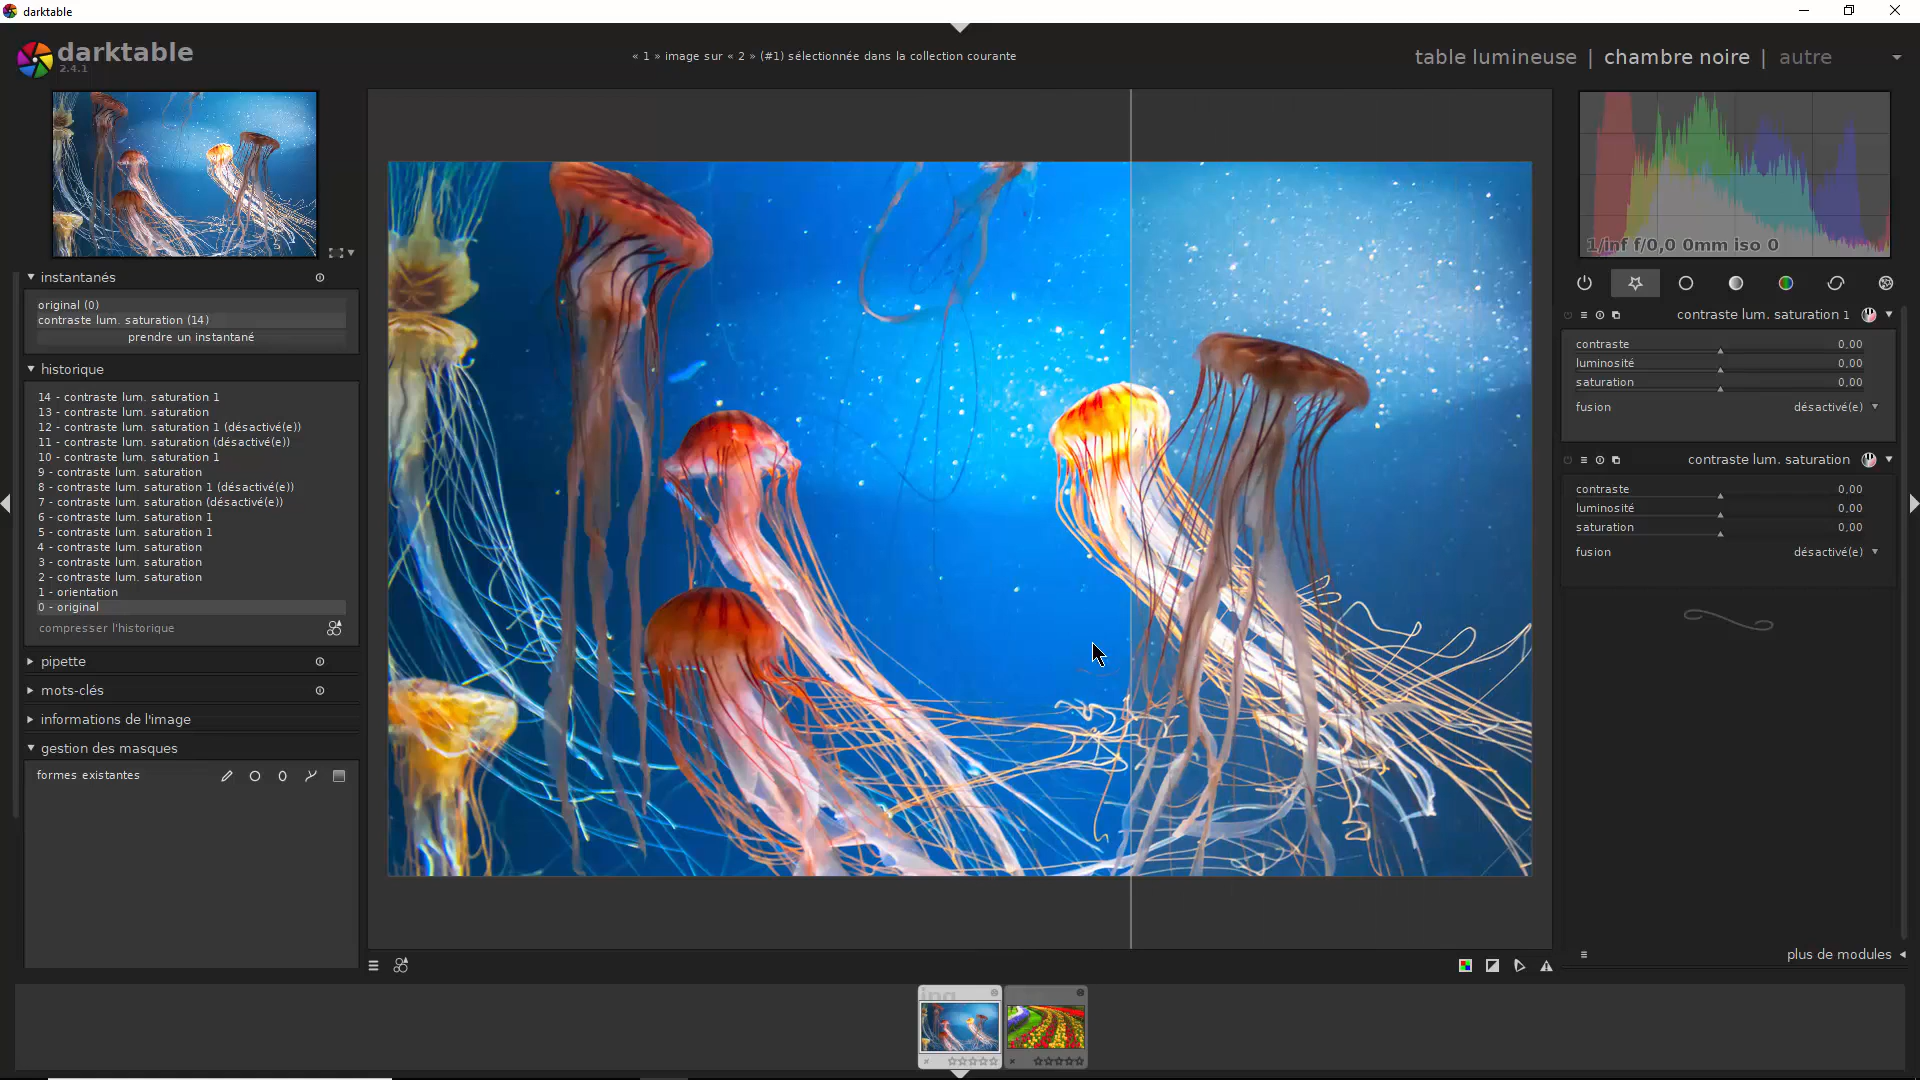 darktable
darktable
2.4.1
« 1 » image sur « 2 » (#1) sélectionnée dans la collection courante
table lumineuse | chambre noire | autre
1/inf f/0,0 0mm iso 0
instantanés
original (0)
contraste lum. saturation (14)
prendre un instantané
historique
14 - contraste lum. saturation 1
13 - contraste lum. saturation
12 - contraste lum. saturation 1 (désactivé(e))
11 - contraste lum. saturation (désactivé(e))
10 - contraste lum. saturation 1
9 - contraste lum. saturation
8 - contraste lum. saturation 1 (désactivé(e))
7 - contraste lum. saturation (désactivé(e))
6 - contraste lum. saturation 1
5 - contraste lum. saturation 1
4 - contraste lum. saturation
3 - contraste lum. saturation
2 - contraste lum. saturation
1 - orientation
0 - original
compresser l'historique
pipette
mots-clés
informations de l'image
gestion des masques
formes existantes
contraste lum. saturation 1
contraste 0,00
luminosité 0,00
saturation 0,00
fusion désactivé(e)
contraste lum. saturation
contraste 0,00
luminosité 0,00
saturation 0,00
fusion désactivé(e)
plus de modules
jpg